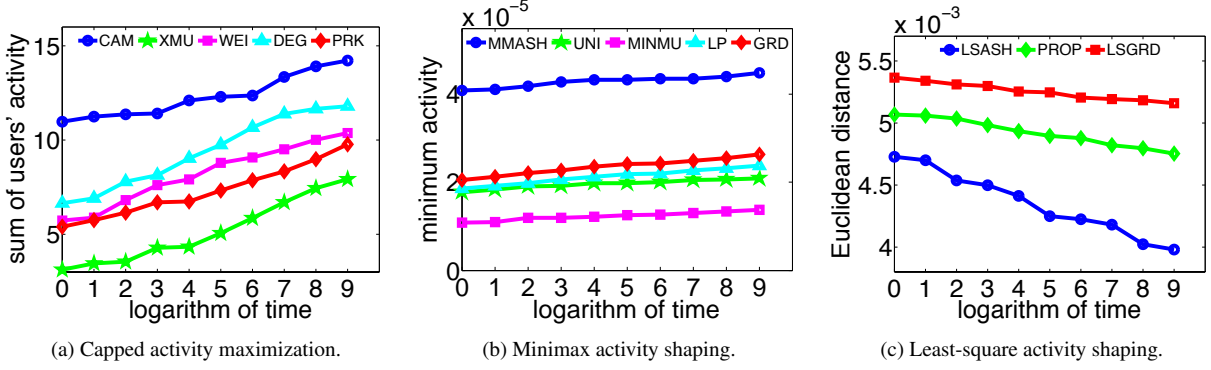 CAM XMU WEI DEG PRK
15
10
5
sum of users' activity
0 1 2 3 4 5 6 7 8 9
logarithm of time
(a) Capped activity maximization.
x 10⁻⁵
MMASH UNI MINMU LP GRD
4
2
0
minimum activity
0 1 2 3 4 5 6 7 8 9
logarithm of time
(b) Minimax activity shaping.
x 10⁻³
LSASH PROP LSGRD
5.5
5
4.5
4
Euclidean distance
0 1 2 3 4 5 6 7 8 9
logarithm of time
(c) Least-square activity shaping.